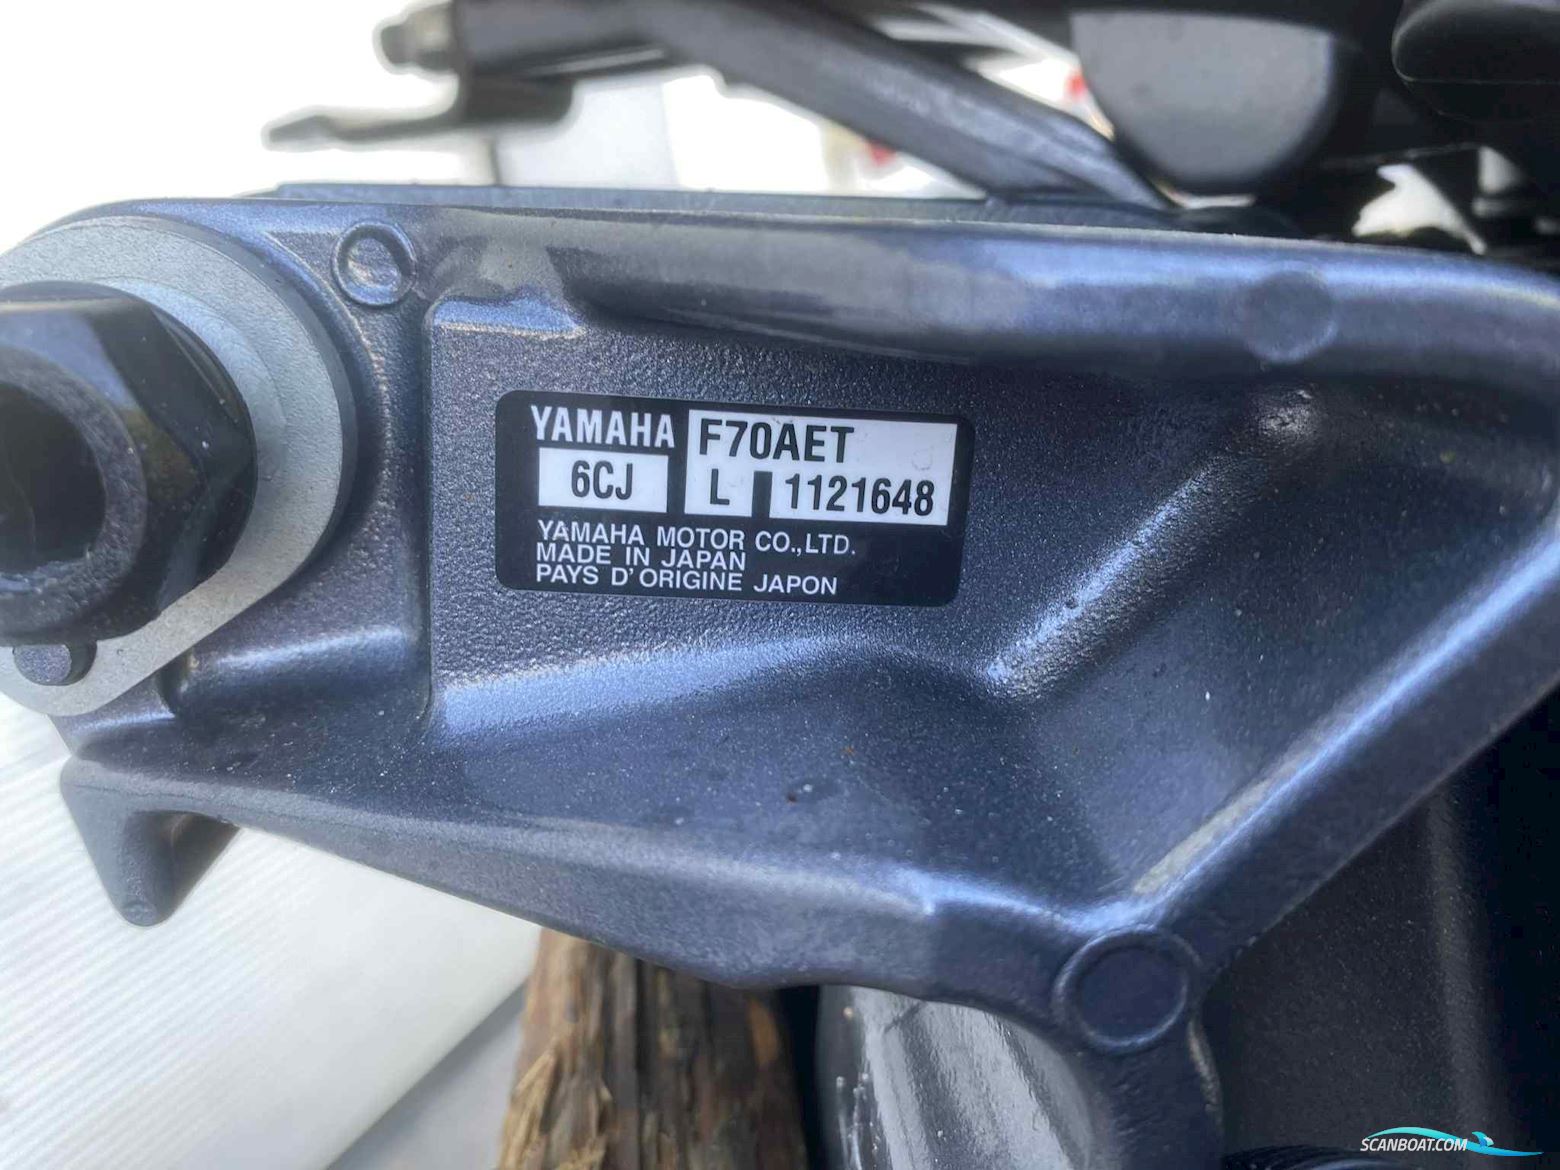 YAMAHA F70AET
6CJ L 1121648
YAMAHA MOTOR CO.,LTD.
MADE IN JAPAN
PAYS D'ORIGINE JAPON
SCANBOAT.COM